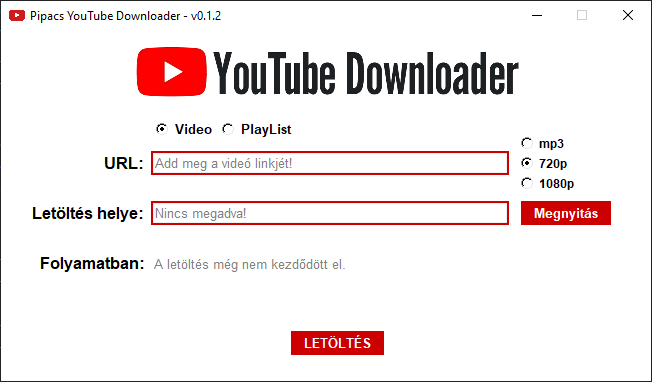 Pipacs YouTube Downloader - v0.1.2
YouTube Downloader
Video PlayList
mp3
URL: Add meg a videó linkjét! 720p
1080p
Letöltés helye: Nincs megadva! Megnyitás
Folyamatban: A letöltés még nem kezdődött el.
LETÖLTÉS